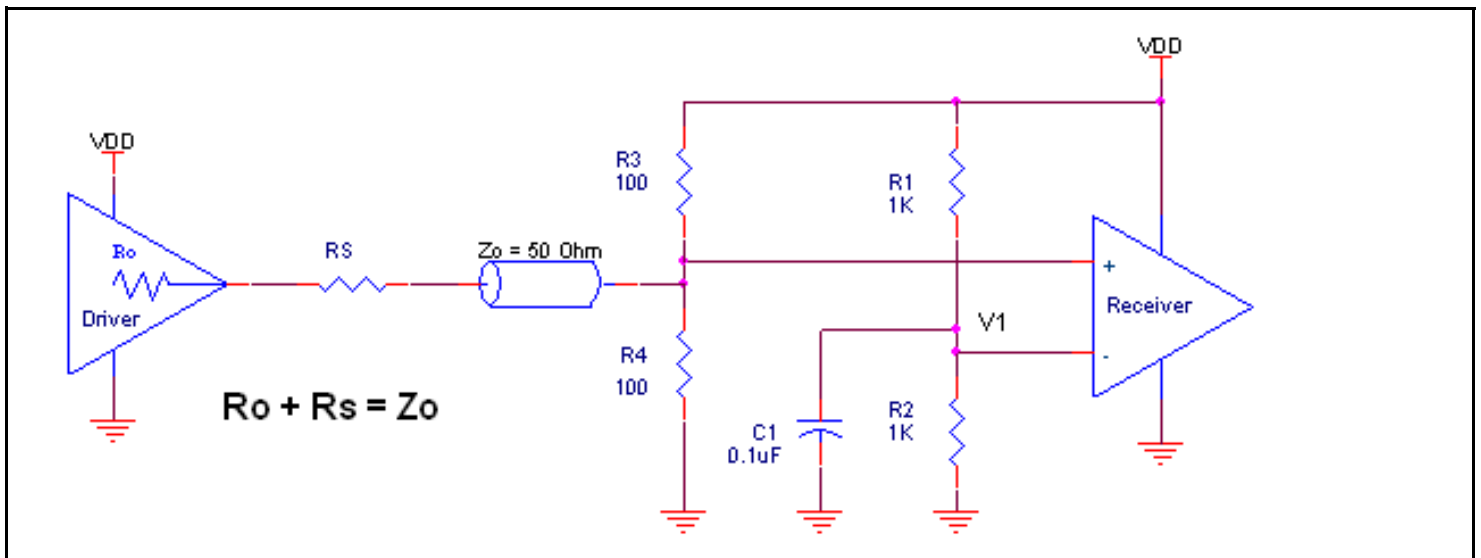 VDD
VDD
R3
100
R1
1K
Ro
RS
Zo = 50 Ohm
+
Driver
Receiver
V1
R4
100
-
Ro + Rs = Zo
C1
0.1uF
R2
1K